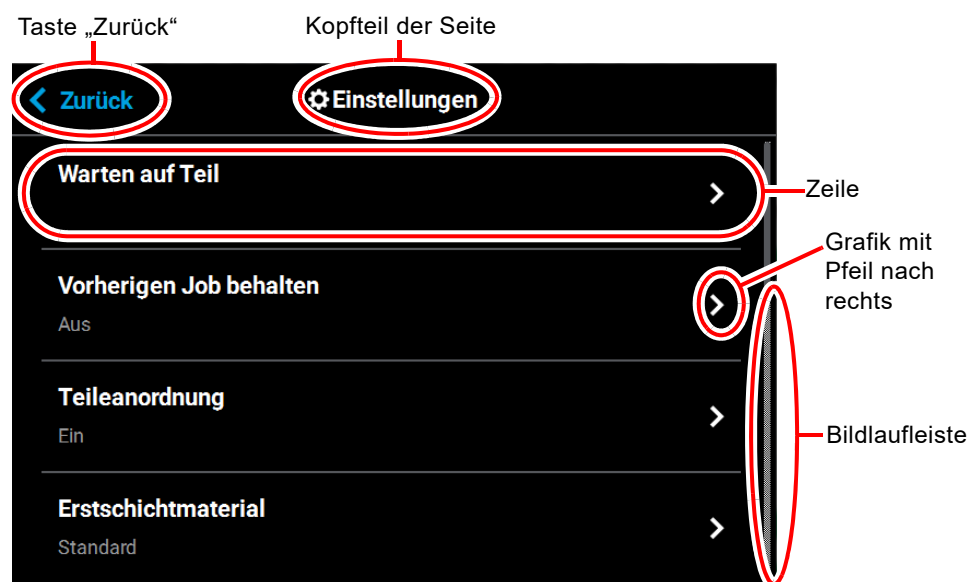 Taste „Zurück“
Kopfteil der Seite
Zurück
Einstellungen
Warten auf Teil
Zeile
Grafik mit
Pfeil nach
rechts
Vorherigen Job behalten
Aus
Teileanordnung
Ein
Bildlaufleiste
Erstschichtmaterial
Standard